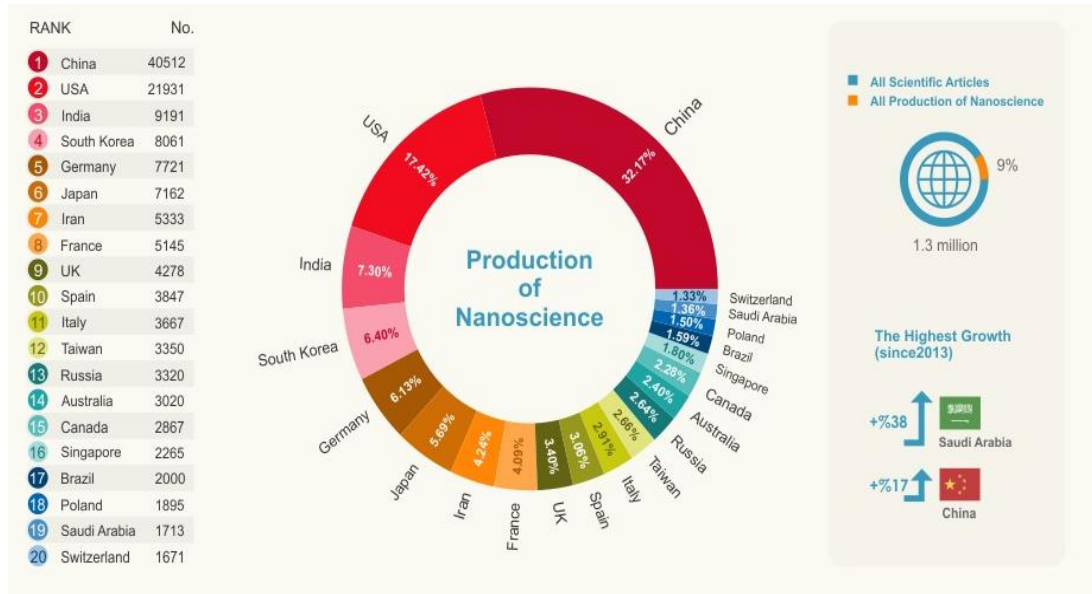 RANK No.
1 China 40512
2 USA 21931
3 India 9191
4 South Korea 8061
5 Germany 7721
6 Japan 7162
7 Iran 5333
8 France 5145
9 UK 4278
10 Spain 3847
11 Italy 3667
12 Taiwan 3350
13 Russia 3320
14 Australia 3020
15 Canada 2867
16 Singapore 2265
17 Brazil 2000
18 Poland 1895
19 Saudi Arabia 1713
20 Switzerland 1671
Production
of
Nanoscience
China
32.17%
USA
17.42%
India
7.30%
South Korea
6.40%
Germany
6.13%
Japan
5.69%
Iran
4.24%
France
4.09%
UK
3.40%
Spain
3.06%
Italy
2.91%
Taiwan
2.66%
Russia
2.64%
Australia
2.40%
Canada
2.28%
Singapore
1.80%
Brazil
1.59%
Poland
1.50%
Saudi Arabia
1.36%
Switzerland
1.33%
All Scientific Articles
All Production of Nanoscience
9%
1.3 million
The Highest Growth
(since2013)
+%38
Saudi Arabia
+%17
China